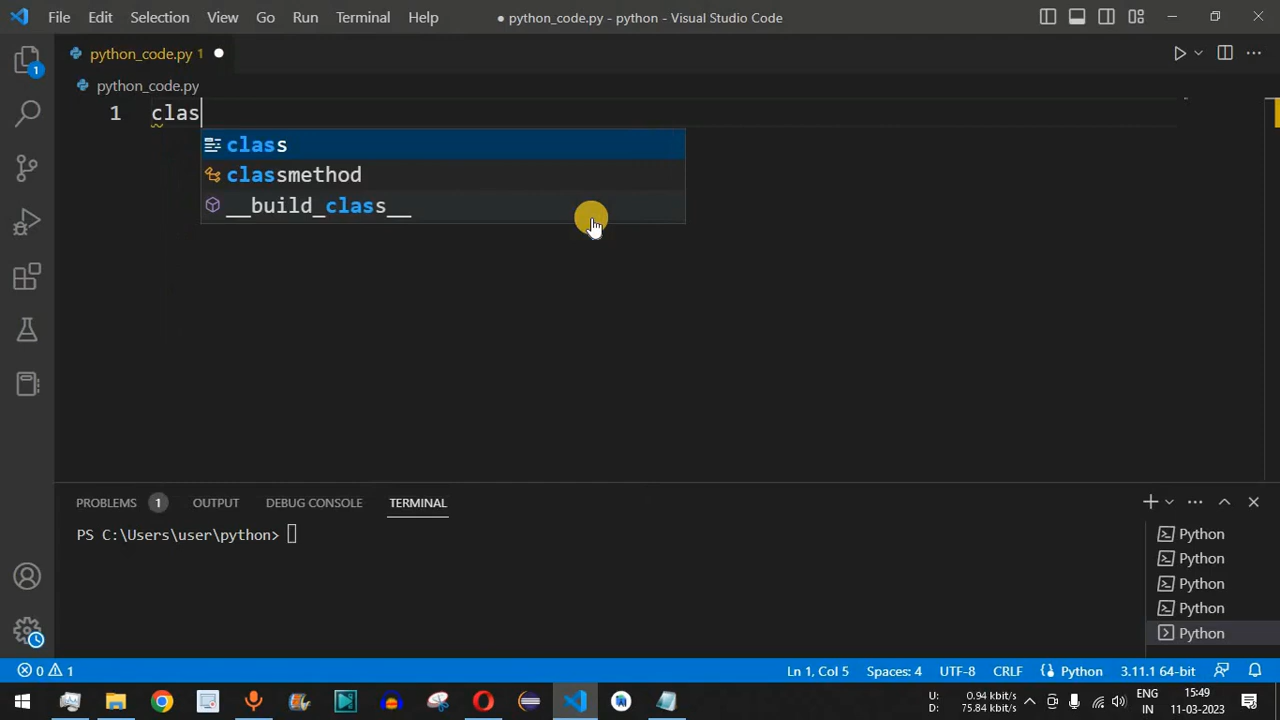 File Edit Selection View Go Run Terminal Help ● python_code.py - python - Visual Studio Code
python_code.py 1
python_code.py
1 clas
class
classmethod
__build_class__
PROBLEMS 1 OUTPUT DEBUG CONSOLE TERMINAL
PS C:\Users\user\python>
Python
Python
Python
Python
Python
1
0 1 Ln 1, Col 5 Spaces: 4 UTF-8 CRLF Python 3.11.1 64-bit
U: 0.94 kbit/s
D: 75.84 kbit/s
ENG
IN
15:49
11-03-2023